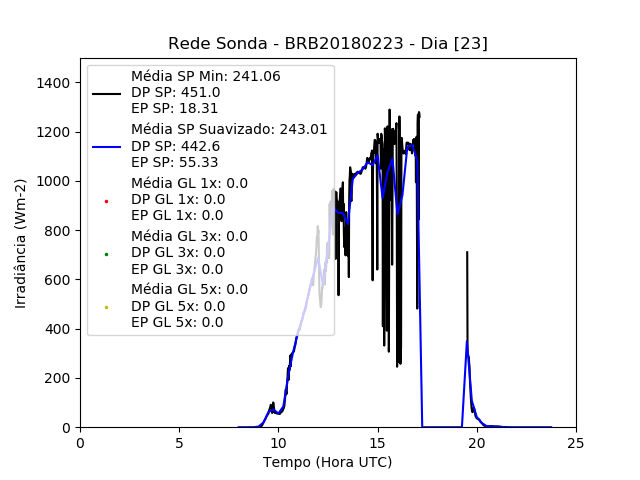 Rede Sonda - BRB20180223 - Dia [23]
Irradiância (Wm-2)
1400
1200
1000
800
600
400
200
0
Média SP Min: 241.06
DP SP: 451.0
EP SP: 18.31
Média SP Suavizado: 243.01
DP SP: 442.6
EP SP: 55.33
Média GL 1x: 0.0
DP GL 1x: 0.0
EP GL 1x: 0.0
Média GL 3x: 0.0
DP GL 3x: 0.0
EP GL 3x: 0.0
Média GL 5x: 0.0
DP GL 5x: 0.0
EP GL 5x: 0.0
0 5 10 15 20 25
Tempo (Hora UTC)